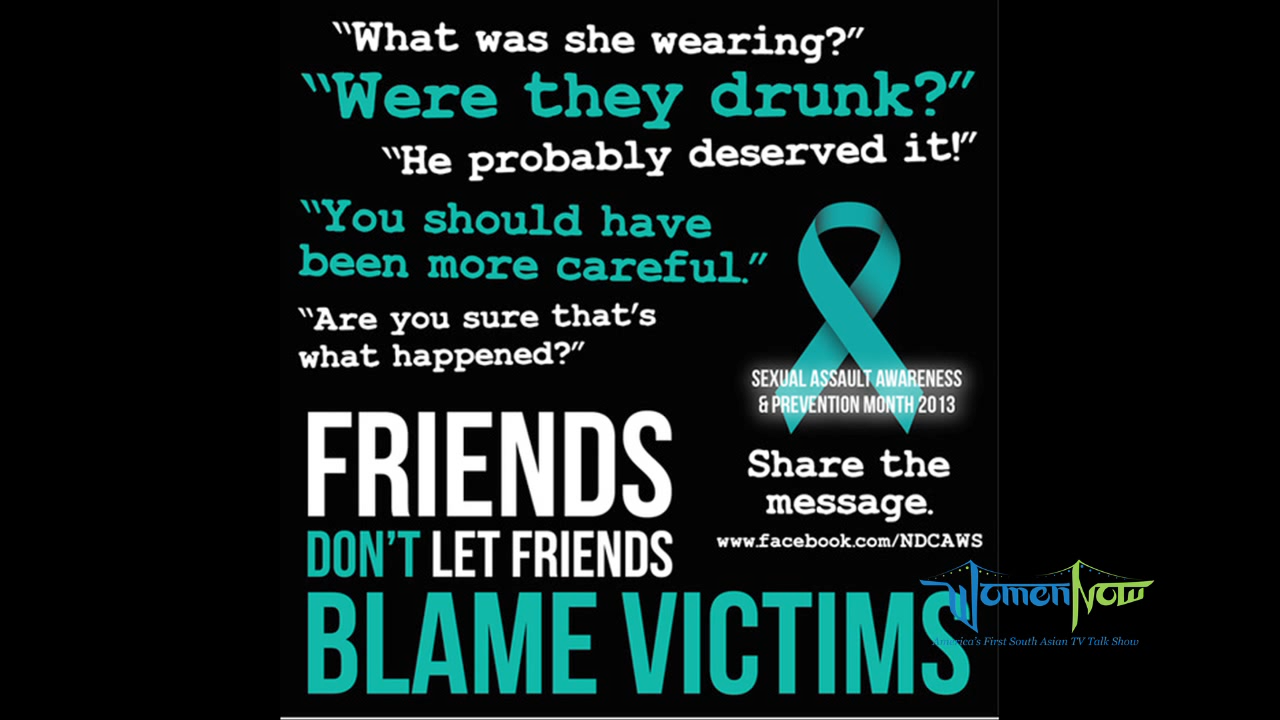 “What was she wearing?”
“Were they drunk?”
“He probably deserved it!”
“You should have
been more careful.”
“Are you sure that’s
what happened?”
SEXUAL ASSAULT AWARENESS
& PREVENTION MONTH 2013
Share the
message.
www.facebook.com/NDCAWS
FRIENDS
DON’T LET FRIENDS
BLAME VICTIMS
WomenNow
America's First South Asian TV Talk Show